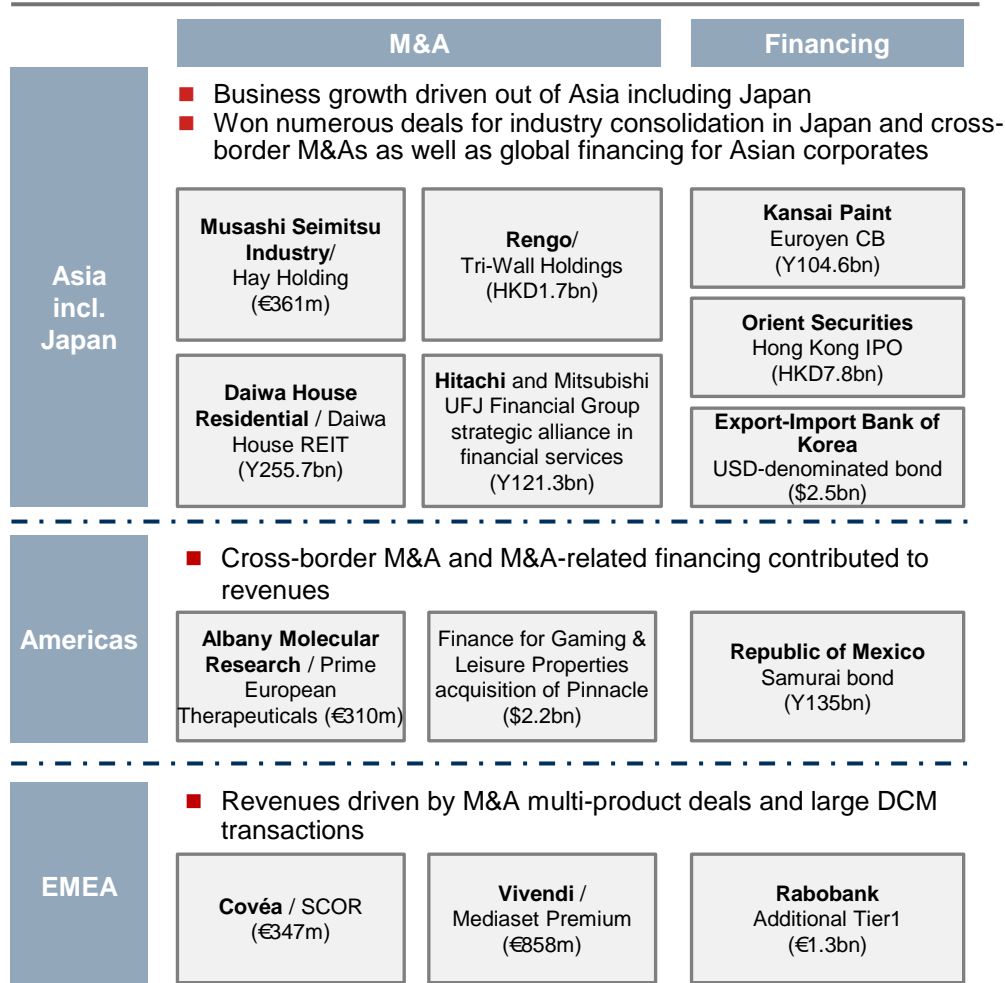 M&A
Financing
Asia
incl.
Japan
■ Business growth driven out of Asia including Japan
■ Won numerous deals for industry consolidation in Japan and cross-
border M&As as well as global financing for Asian corporates
Musashi Seimitsu
Industry/
Hay Holding
(€361m)
Rengo/
Tri-Wall Holdings
(HKD1.7bn)
Kansai Paint
Euroyen CB
(Y104.6bn)
Orient Securities
Hong Kong IPO
(HKD7.8bn)
Daiwa House
Residential / Daiwa
House REIT
(Y255.7bn)
Hitachi and Mitsubishi
UFJ Financial Group
strategic alliance in
financial services
(Y121.3bn)
Export-Import Bank of
Korea
USD-denominated bond
($2.5bn)
Americas
■ Cross-border M&A and M&A-related financing contributed to
revenues
Albany Molecular
Research / Prime
European
Therapeuticals (€310m)
Finance for Gaming &
Leisure Properties
acquisition of Pinnacle
($2.2bn)
Republic of Mexico
Samurai bond
(Y135bn)
EMEA
■ Revenues driven by M&A multi-product deals and large DCM
transactions
Covéa / SCOR
(€347m)
Vivendi /
Mediaset Premium
(€858m)
Rabobank
Additional Tier1
(€1.3bn)